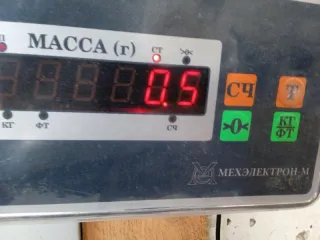 МАССА (г)
СТ
0.5
КГ
ФТ
СЧ
СЧ
Т
>0<
КГ
ФТ
МЕХЭЛЕКТРОН-М